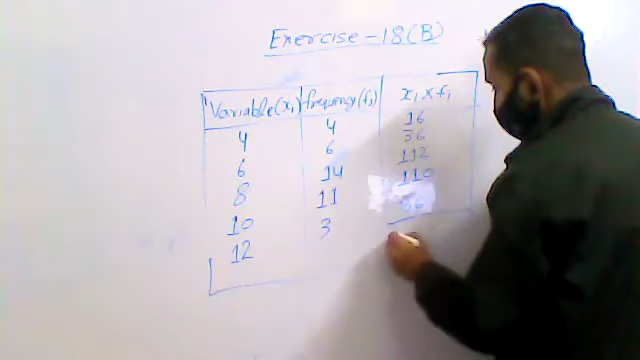 Exercise - 18(B)
Variable(x₁) frequency(f₁) x₁ × f₁
4 4 16
6 6 36
8 14 112
10 11 110
12 3 36